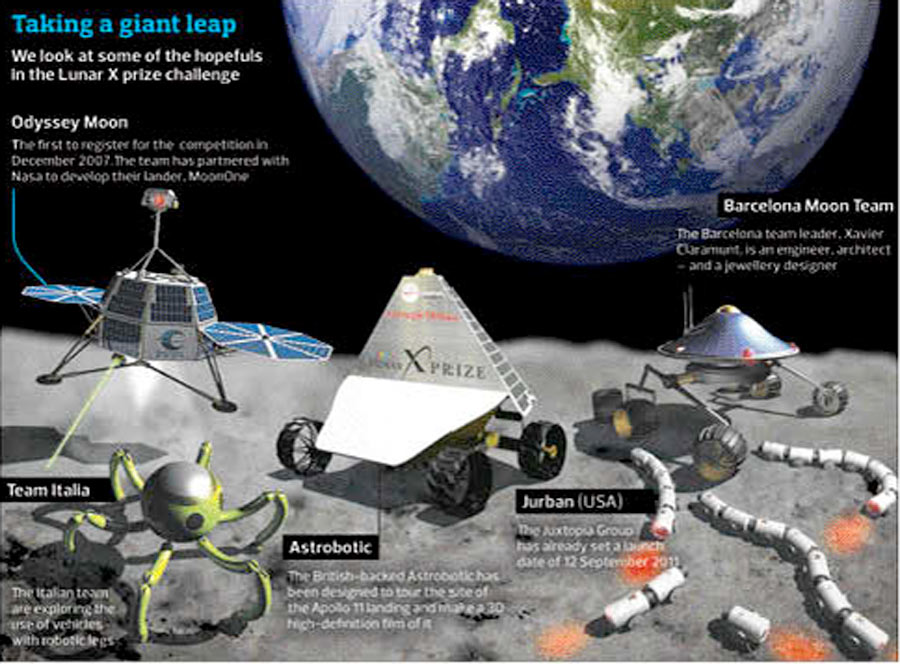 Taking a giant leap
We look at some of the hopefuls
in the Lunar X prize challenge
Odyssey Moon
The first to register for the competition in
December 2007. The team has partnered with
Nasa to develop their lander, MoonOne
Barcelona Moon Team
The Barcelona team leader, Xavier
Claramunt, is an engineer, architect
– and a jewellery designer
LUNAR X PRIZE
Team Italia
The Italian team
are exploring the
use of vehicles
with robotic legs
Astrobotic
The British-backed Astrobotic has
been designed to tour the site of
the Apollo 11 landing and make a 3D
high-definition film of it
Jurban (USA)
The Juxtopia Group
has already set a launch
date of 12 September 2011